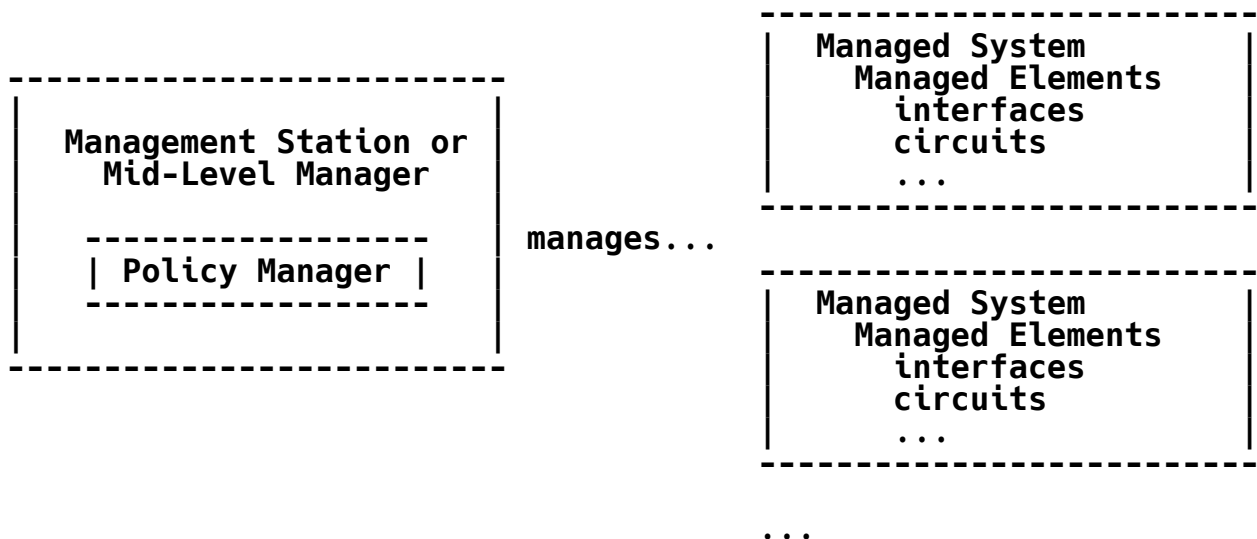 Management Station or
Mid-Level Manager
| Policy Manager |
manages...
Managed System
Managed Elements
interfaces
circuits
...
Managed System
Managed Elements
interfaces
circuits
...
...